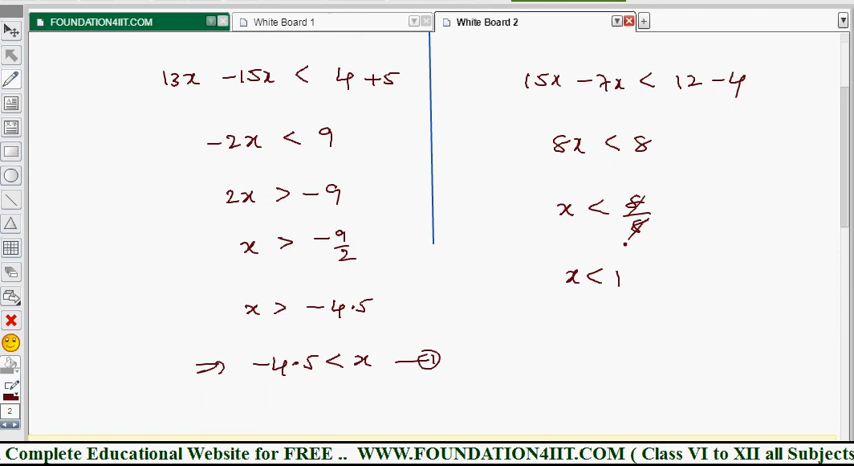 FOUNDATION4IIT.COM
White Board 1
White Board 2
13x - 15x < 4 + 5
-2x < 9
2x > -9
x > -9/2
x > -4.5
⇒ -4.5 < x —①
15x - 7x < 12 - 4
8x < 8
x < 8/8
x < 1
2
Complete Educational Website for FREE .. WWW.FOUNDATION4IIT.COM ( Class VI to XII all Subjects